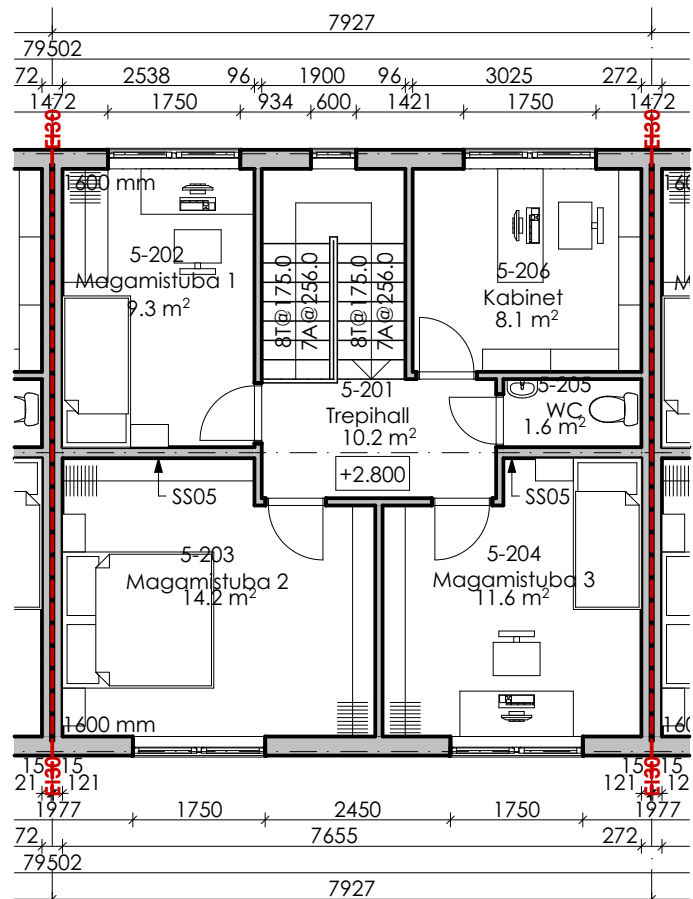 7927
79502
72 2538 96 1900 96 3025 272
1472 1750 934 600 1421 1750 1472
EI30 EI30
1600 mm
5-202
Magamistuba 1
9.3 m²
8T@175.0
7A@256.0
8T@175.0
7A@256.0
5-206
Kabinet
8.1 m²
5-201
Trepihall
10.2 m²
+2.800
5-205
WC
1.6 m²
SS05
SS05
5-203
Magamistuba 2
14.2 m²
5-204
Magamistuba 3
11.6 m²
1600 mm
15 15 15 15
21 121 121 12
EI30 EI30
1977 1750 2450 1750 1977
72 7655 272
79502
7927